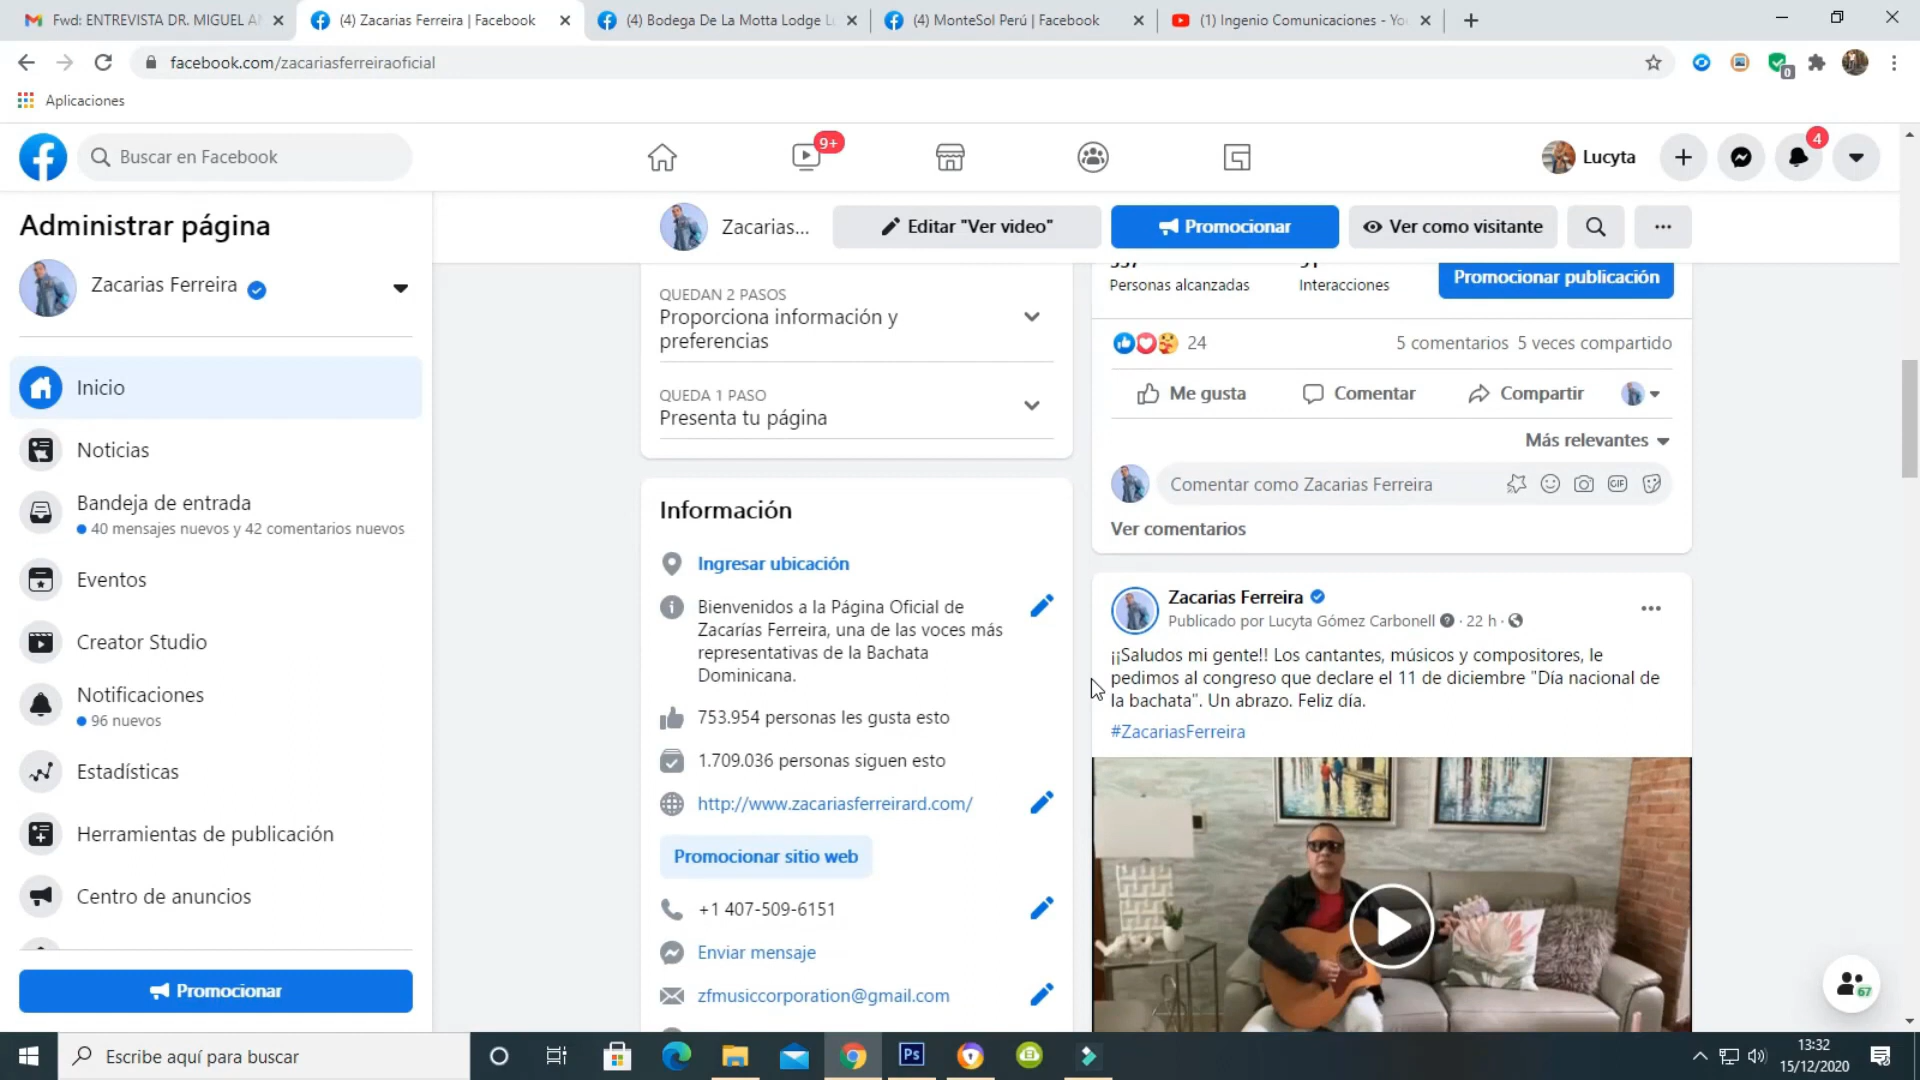 Fwd: ENTREVISTA DR. MIGUEL A
(4) Zacarias Ferreira | Facebook
(4) Bodega De La Motta Lodge L
(4) MonteSol Perú | Facebook
(1) Ingenio Comunicaciones - Yo
facebook.com/zacariasferreiraoficial
0
Aplicaciones
Buscar en Facebook
9+
Lucyta
4
Administrar página
Zacarias Ferreira
Inicio
Noticias
Bandeja de entrada
40 mensajes nuevos y 42 comentarios nuevos
Eventos
Creator Studio
Notificaciones
96 nuevos
Estadísticas
Herramientas de publicación
Centro de anuncios
Promocionar
Zacarias...
Editar "Ver video"
Promocionar
Ver como visitante
QUEDAN 2 PASOS
Proporciona información y
preferencias
QUEDA 1 PASO
Presenta tu página
Información
Ingresar ubicación
Bienvenidos a la Página Oficial de
Zacarías Ferreira, una de las voces más
representativas de la Bachata
Dominicana.
753.954 personas les gusta esto
1.709.036 personas siguen esto
http://www.zacariasferreirard.com/
Promocionar sitio web
+1 407-509-6151
Enviar mensaje
zfmusiccorporation@gmail.com
Personas alcanzadas
Interacciones
Promocionar publicación
24
5 comentarios 5 veces compartido
Me gusta
Comentar
Compartir
Más relevantes
Comentar como Zacarias Ferreira
GIF
Ver comentarios
Zacarias Ferreira
Publicado por Lucyta Gómez Carbonell · 22 h ·
¡¡Saludos mi gente!! Los cantantes, músicos y compositores, le
pedimos al congreso que declare el 11 de diciembre "Día nacional de
la bachata". Un abrazo. Feliz día.
#ZacariasFerreira
67
Escribe aquí para buscar
Ps
13:32
15/12/2020